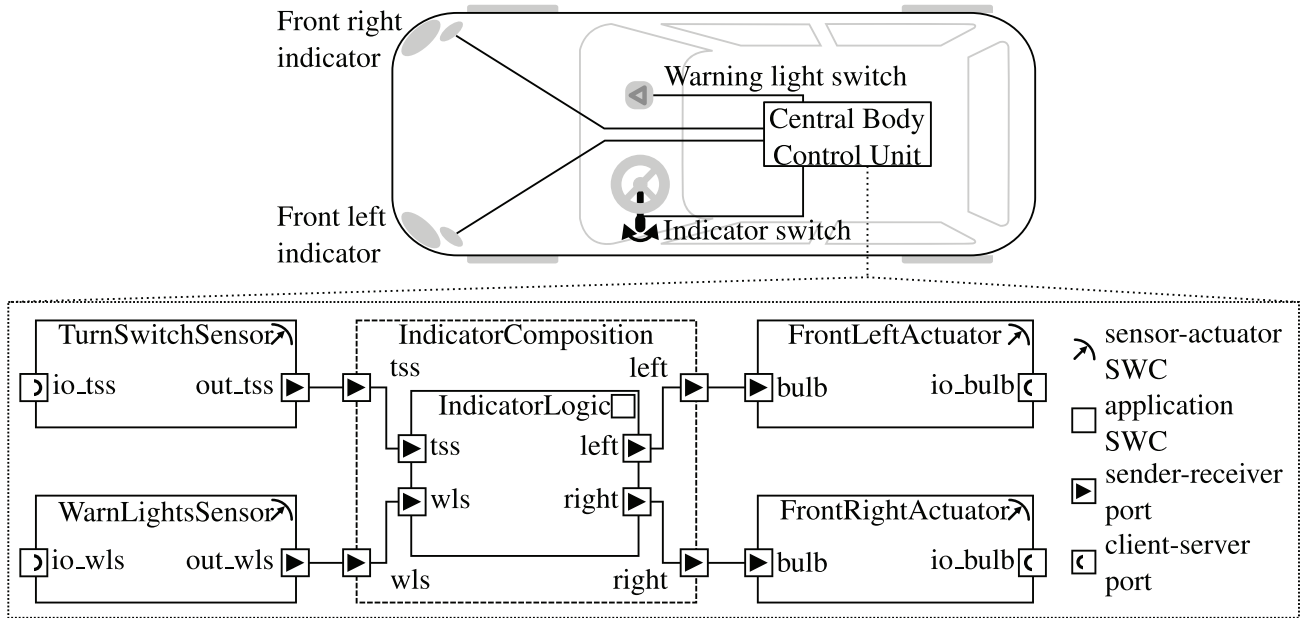 Front right
indicator
Warning light switch
Central Body
Control Unit
Front left
indicator
Indicator switch
TurnSwitchSensor
io_tss
out_tss
WarnLightsSensor
io_wls
out_wls
IndicatorComposition
tss
left
IndicatorLogic
tss
left
wls
right
wls
right
FrontLeftActuator
bulb
io_bulb
FrontRightActuator
bulb
io_bulb
sensor-actuator
SWC
application
SWC
sender-receiver
port
client-server
port